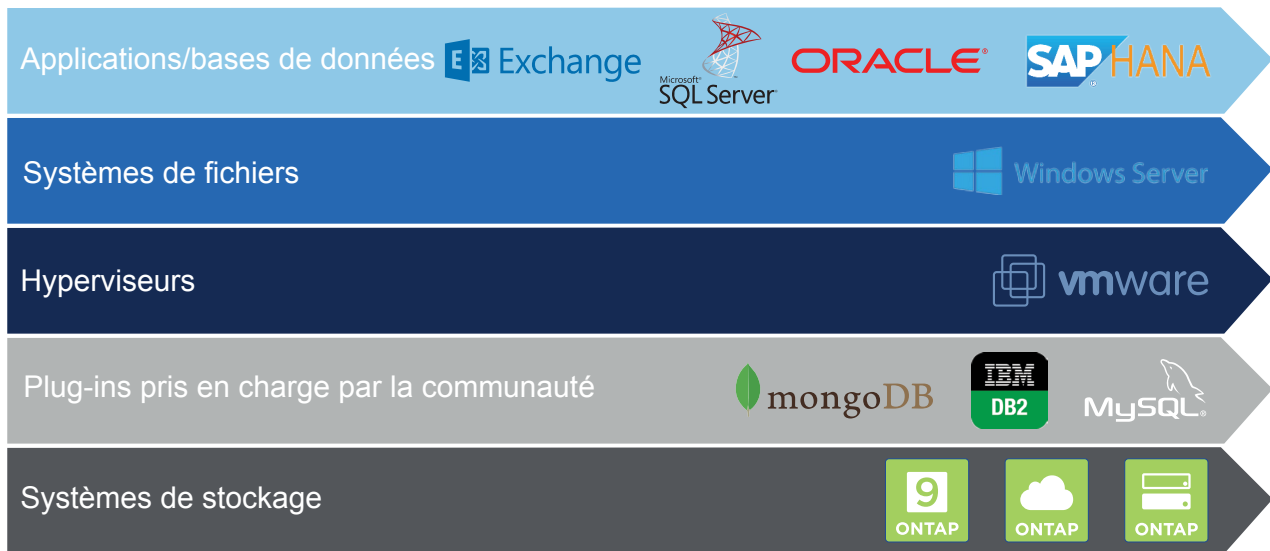 Applications/bases de données
E Exchange
Microsoft®
SQL Server
ORACLE®
SAP® HANA
Systèmes de fichiers
Windows Server
Hyperviseurs
vmware
Plug-ins pris en charge par la communauté
mongoDB
IBM
DB2
MySQL®
Systèmes de stockage
9
ONTAP
ONTAP
ONTAP